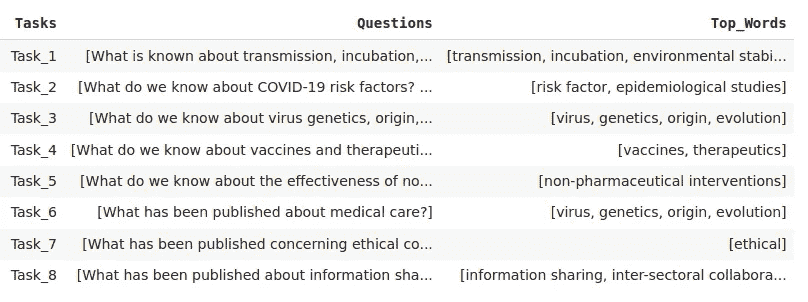 Tasks Questions Top_Words
Task_1 [What is known about transmission, incubation,... [transmission, incubation, environmental stabi...
Task_2 [What do we know about COVID-19 risk factors? ... [risk factor, epidemiological studies]
Task_3 [What do we know about virus genetics, origin,... [virus, genetics, origin, evolution]
Task_4 [What do we know about vaccines and therapeuti... [vaccines, therapeutics]
Task_5 [What do we know about the effectiveness of no... [non-pharmaceutical interventions]
Task_6 [What has been published about medical care?] [virus, genetics, origin, evolution]
Task_7 [What has been published concerning ethical co... [ethical]
Task_8 [What has been published about information sha... [information sharing, inter-sectoral collabora...